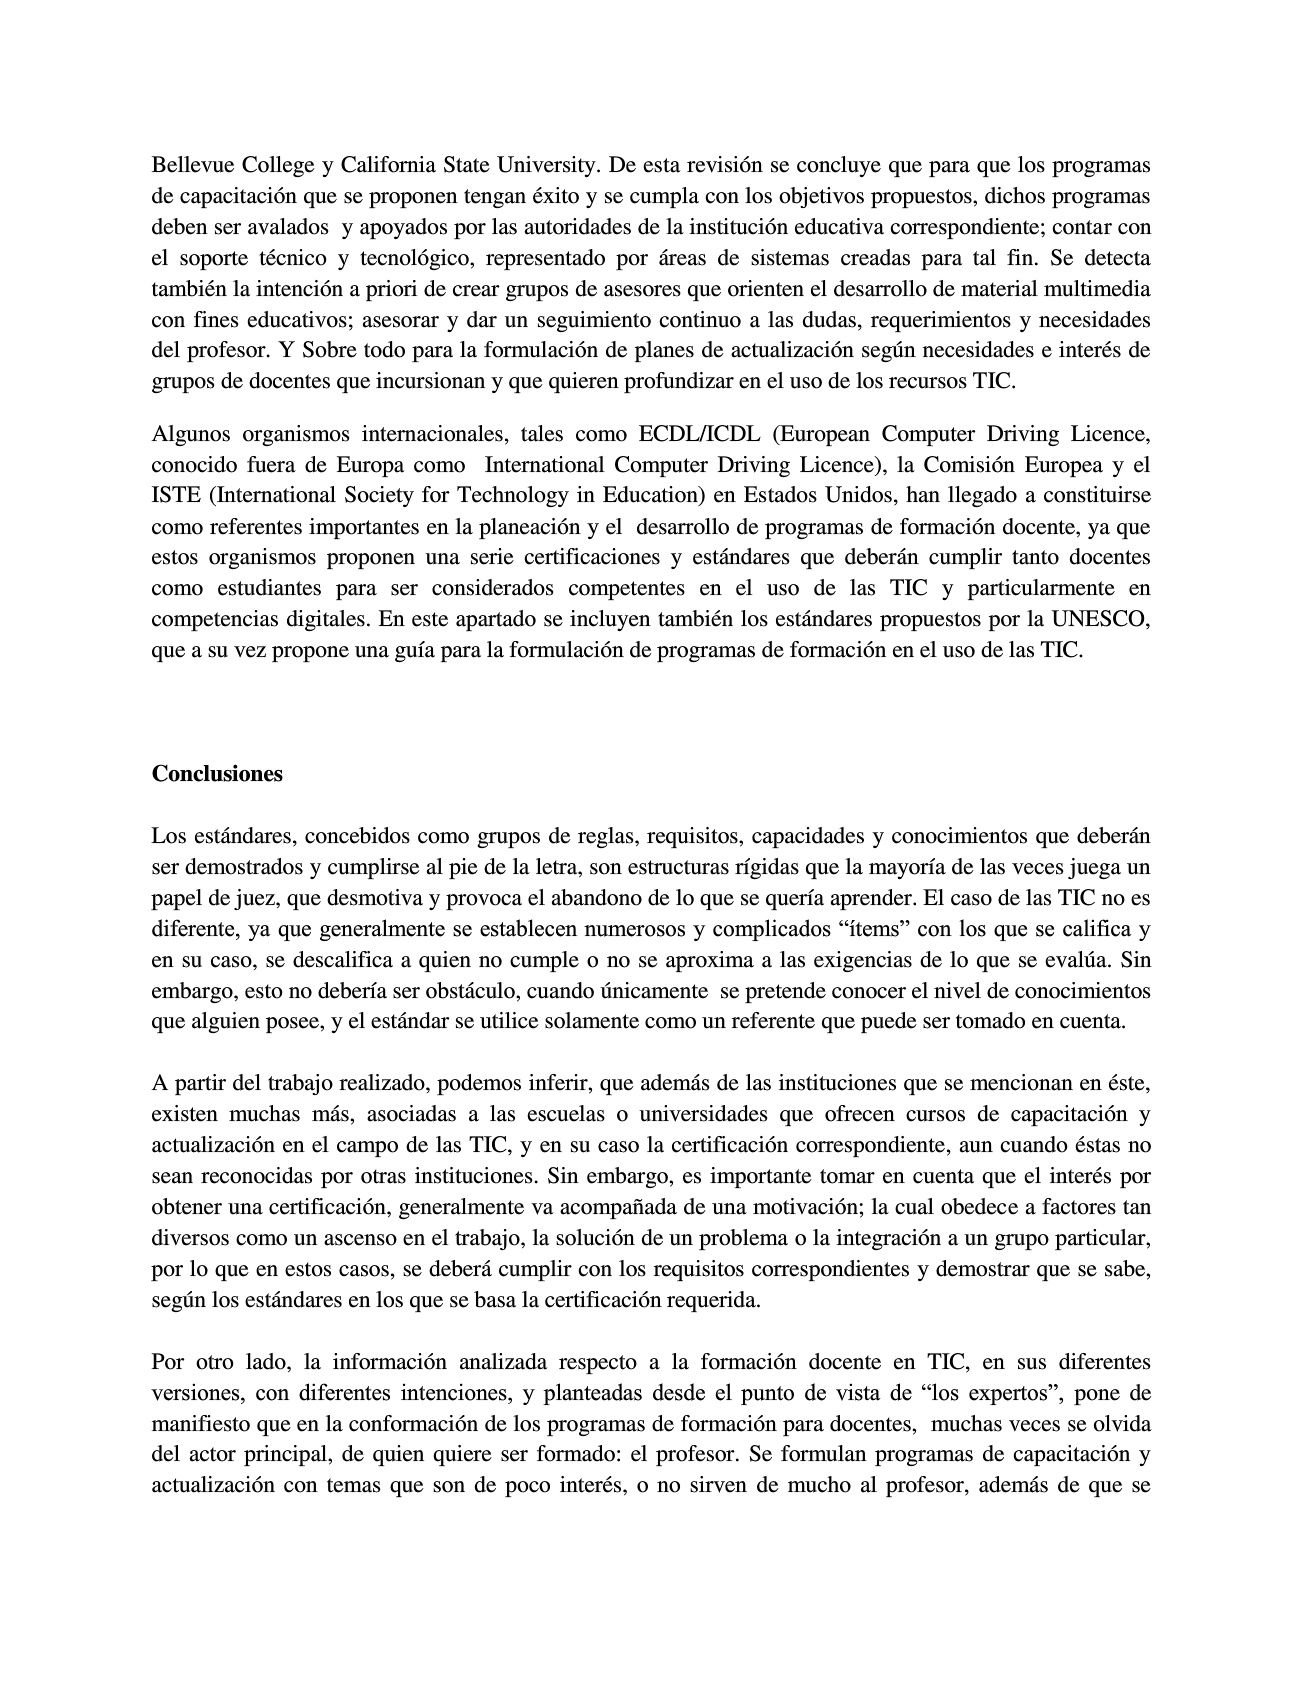 Bellevue College y California State University. De esta revisión se concluye que para que los programas
de capacitación que se proponen tengan éxito y se cumpla con los objetivos propuestos, dichos programas
deben ser avalados  y apoyados por las autoridades de la institución educativa correspondiente; contar con
el soporte técnico y tecnológico, representado por áreas de sistemas creadas para tal fin. Se detecta
también la intención a priori de crear grupos de asesores que orienten el desarrollo de material multimedia
con fines educativos; asesorar y dar un seguimiento continuo a las dudas, requerimientos y necesidades
del profesor. Y Sobre todo para la formulación de planes de actualización según necesidades e interés de
grupos de docentes que incursionan y que quieren profundizar en el uso de los recursos TIC.
Algunos organismos internacionales, tales como ECDL/ICDL (European Computer Driving Licence,
conocido fuera de Europa como  International Computer Driving Licence), la Comisión Europea y el
ISTE (International Society for Technology in Education) en Estados Unidos, han llegado a constituirse
como referentes importantes en la planeación y el  desarrollo de programas de formación docente, ya que
estos organismos proponen una serie certificaciones y estándares que deberán cumplir tanto docentes
como estudiantes para ser considerados competentes en el uso de las TIC y particularmente en
competencias digitales. En este apartado se incluyen también los estándares propuestos por la UNESCO,
que a su vez propone una guía para la formulación de programas de formación en el uso de las TIC.
Conclusiones
Los estándares, concebidos como grupos de reglas, requisitos, capacidades y conocimientos que deberán
ser demostrados y cumplirse al pie de la letra, son estructuras rígidas que la mayoría de las veces juega un
papel de juez, que desmotiva y provoca el abandono de lo que se quería aprender. El caso de las TIC no es
diferente, ya que generalmente se establecen numerosos y complicados “ítems” con los que se califica y
en su caso, se descalifica a quien no cumple o no se aproxima a las exigencias de lo que se evalúa. Sin
embargo, esto no debería ser obstáculo, cuando únicamente  se pretende conocer el nivel de conocimientos
que alguien posee, y el estándar se utilice solamente como un referente que puede ser tomado en cuenta.
A partir del trabajo realizado, podemos inferir, que además de las instituciones que se mencionan en éste,
existen muchas más, asociadas a las escuelas o universidades que ofrecen cursos de capacitación y
actualización en el campo de las TIC, y en su caso la certificación correspondiente, aun cuando éstas no
sean reconocidas por otras instituciones. Sin embargo, es importante tomar en cuenta que el interés por
obtener una certificación, generalmente va acompañada de una motivación; la cual obedece a factores tan
diversos como un ascenso en el trabajo, la solución de un problema o la integración a un grupo particular,
por lo que en estos casos, se deberá cumplir con los requisitos correspondientes y demostrar que se sabe,
según los estándares en los que se basa la certificación requerida.
Por otro lado, la información analizada respecto a la formación docente en TIC, en sus diferentes
versiones, con diferentes intenciones, y planteadas desde el punto de vista de “los expertos”, pone de
manifiesto que en la conformación de los programas de formación para docentes,  muchas veces se olvida
del actor principal, de quien quiere ser formado: el profesor. Se formulan programas de capacitación y
actualización con temas que son de poco interés, o no sirven de mucho al profesor, además de que se